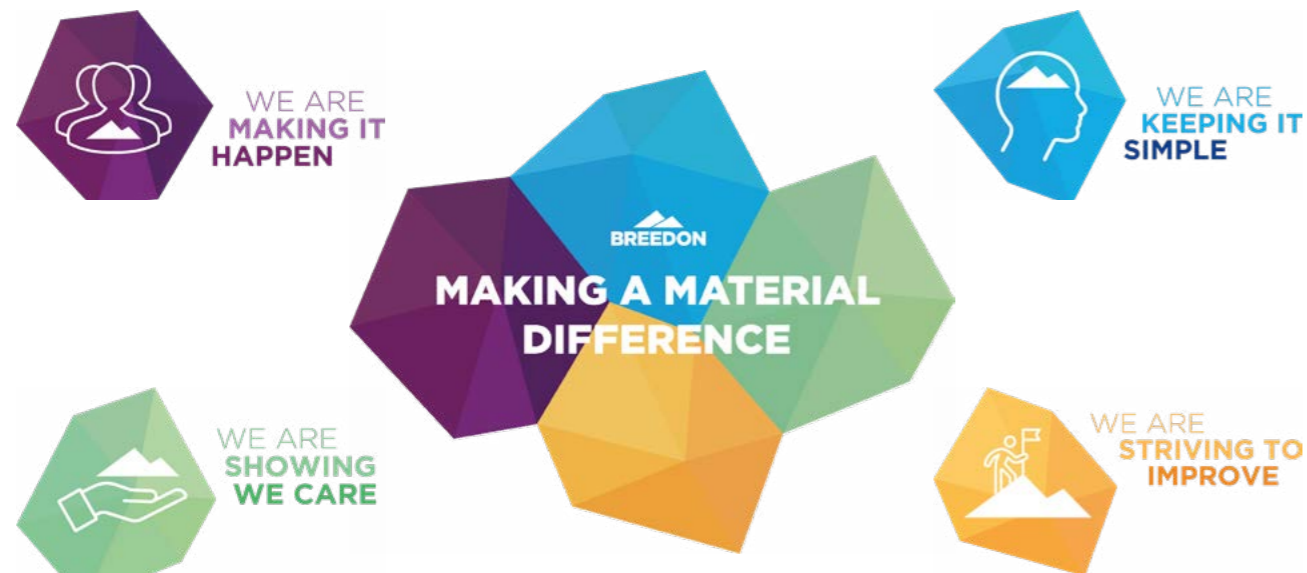 WE ARE
MAKING IT
HAPPEN
WE ARE
KEEPING IT
SIMPLE
BREEDON
MAKING A MATERIAL
DIFFERENCE
WE ARE
SHOWING
WE CARE
WE ARE
STRIVING TO
IMPROVE